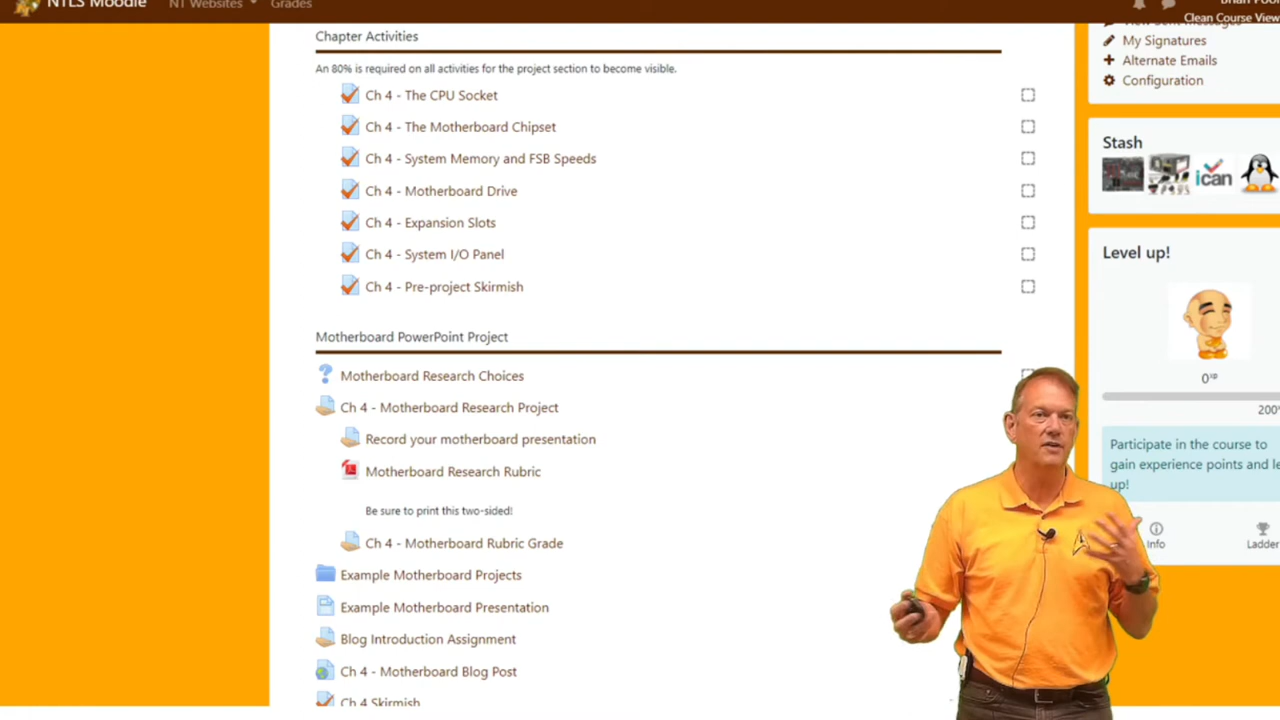 NTLS Moodle NT Websites Grades
Clean Course View
My Signatures
Alternate Emails
Configuration
Chapter Activities
An 80% is required on all activities for the project section to become visible.
Ch 4 - The CPU Socket
Ch 4 - The Motherboard Chipset
Ch 4 - System Memory and FSB Speeds
Ch 4 - Motherboard Drive
Ch 4 - Expansion Slots
Ch 4 - System I/O Panel
Ch 4 - Pre-project Skirmish
Motherboard PowerPoint Project
Motherboard Research Choices
Ch 4 - Motherboard Research Project
Record your motherboard presentation
Motherboard Research Rubric
Be sure to print this two-sided!
Ch 4 - Motherboard Rubric Grade
Example Motherboard Projects
Example Motherboard Presentation
Blog Introduction Assignment
Ch 4 - Motherboard Blog Post
Ch 4 Skirmish
Stash
ican
Level up!
0xp
200
Participate in the course to
gain experience points and le
up!
Info
Ladder